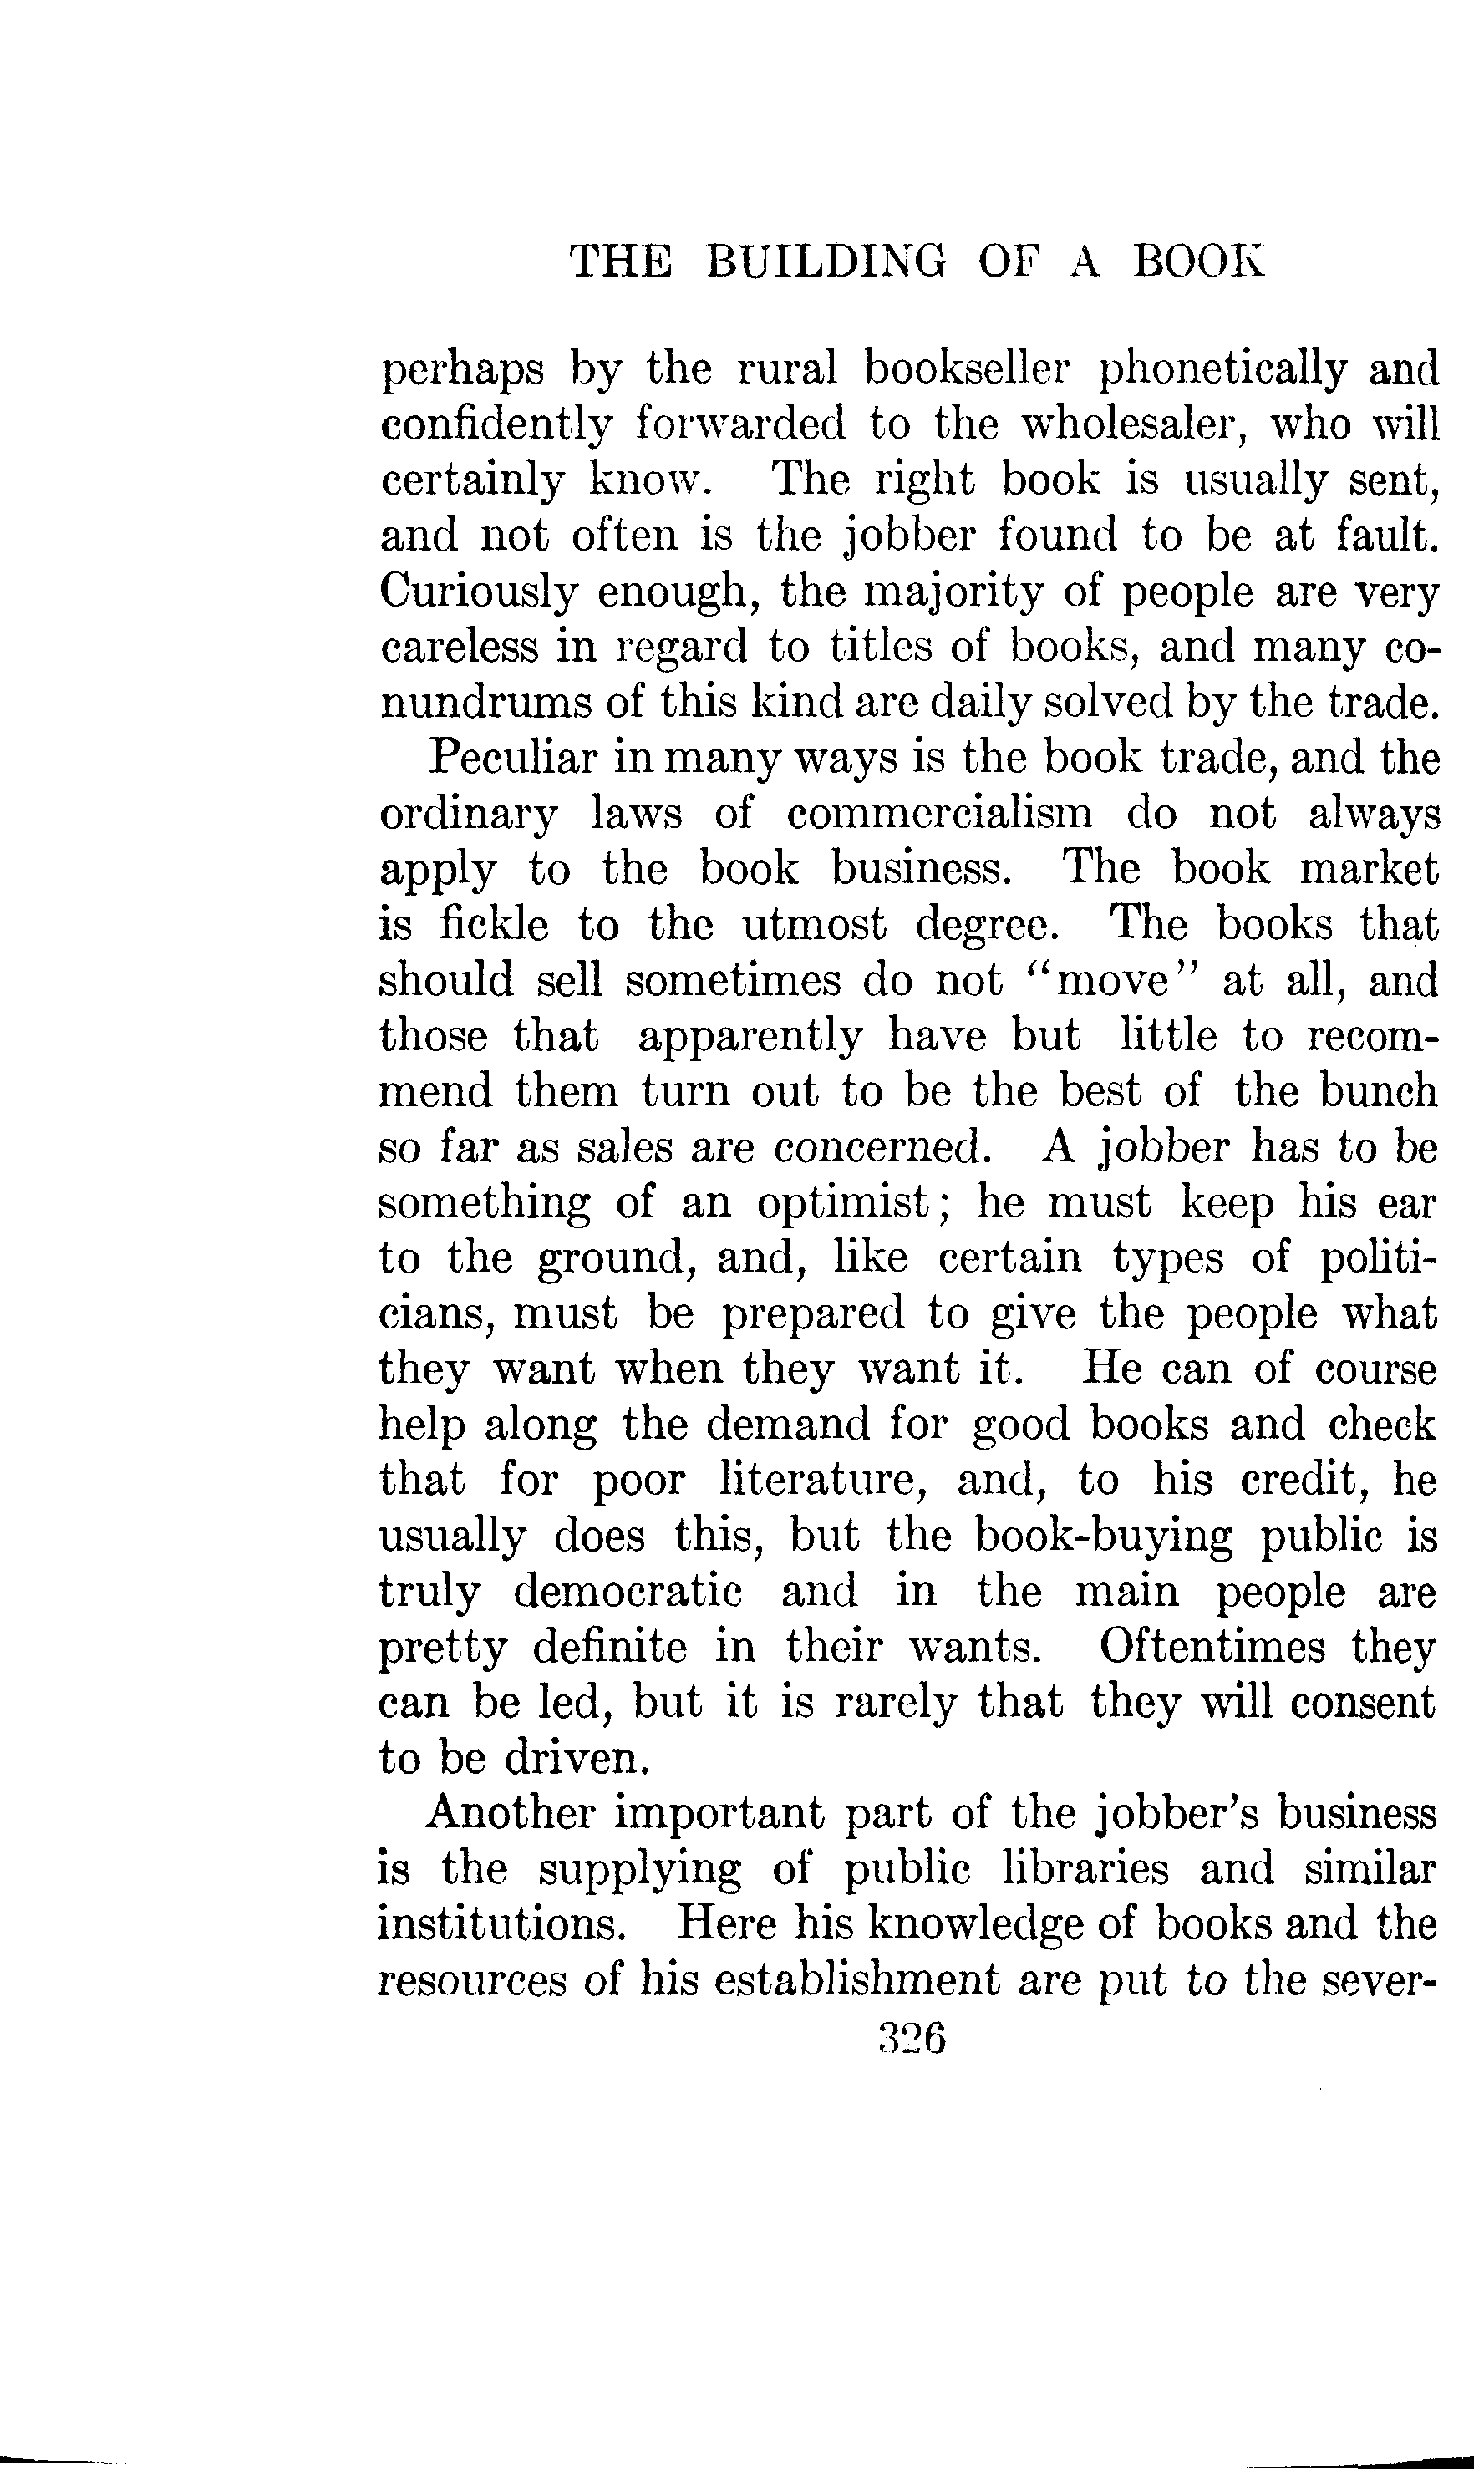 THE BUILDING OF A BOOK
perhaps by the rural bookseller phonetically and
confidently forwarded to the wholesaler, who will
certainly know. The right book is usually sent,
and not often is the jobber found to be at fault.
Curiously enough, the majority of people are very
careless in regard to titles of books, and many co-
nundrums of this kind are daily solved by the trade.
Peculiar in many ways is the book trade, and the
ordinary laws of commercialism do not always
apply to the book business. The book market
is fickle to the utmost degree. The books that
should sell sometimes do not “move” at all, and
those that apparently have but little to recom-
mend them turn out to be the best of the bunch
so far as sales are concerned. A jobber has to be
something of an optimist; he must keep his ear
to the ground, and, like certain types of politi-
cians, must be prepared to give the people what
they want when they want it. He can of course
help along the demand for good books and check
that for poor literature, and, to his credit, he
usually does this, but the book-buying public is
truly democratic and in the main people are
pretty definite in their wants. Oftentimes they
can be led, but it is rarely that they will consent
to be driven.
Another important part of the jobber’s business
is the supplying of public libraries and similar
institutions. Here his knowledge of books and the
resources of his establishment are put to the sever-
326